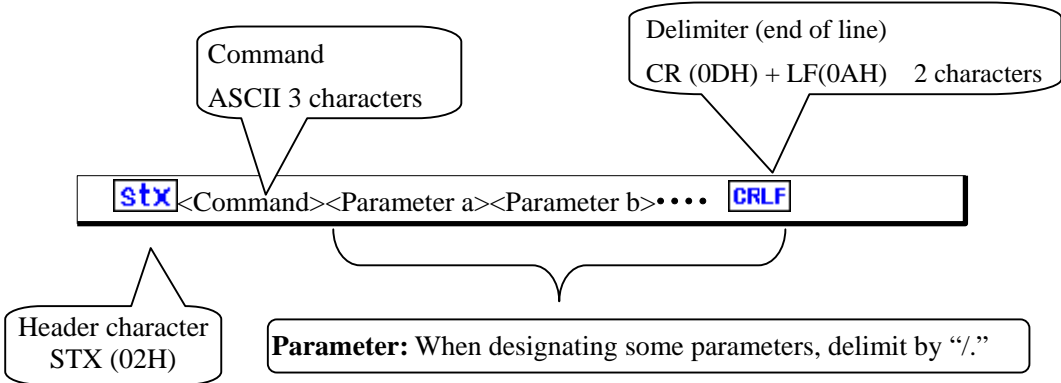 Command
ASCII 3 characters
Delimiter (end of line)
CR (0DH) + LF(0AH) 2 characters
stx <Command><Parameter a><Parameter b>•••• CRLF
Header character
STX (02H)
Parameter: When designating some parameters, delimit by “/.”